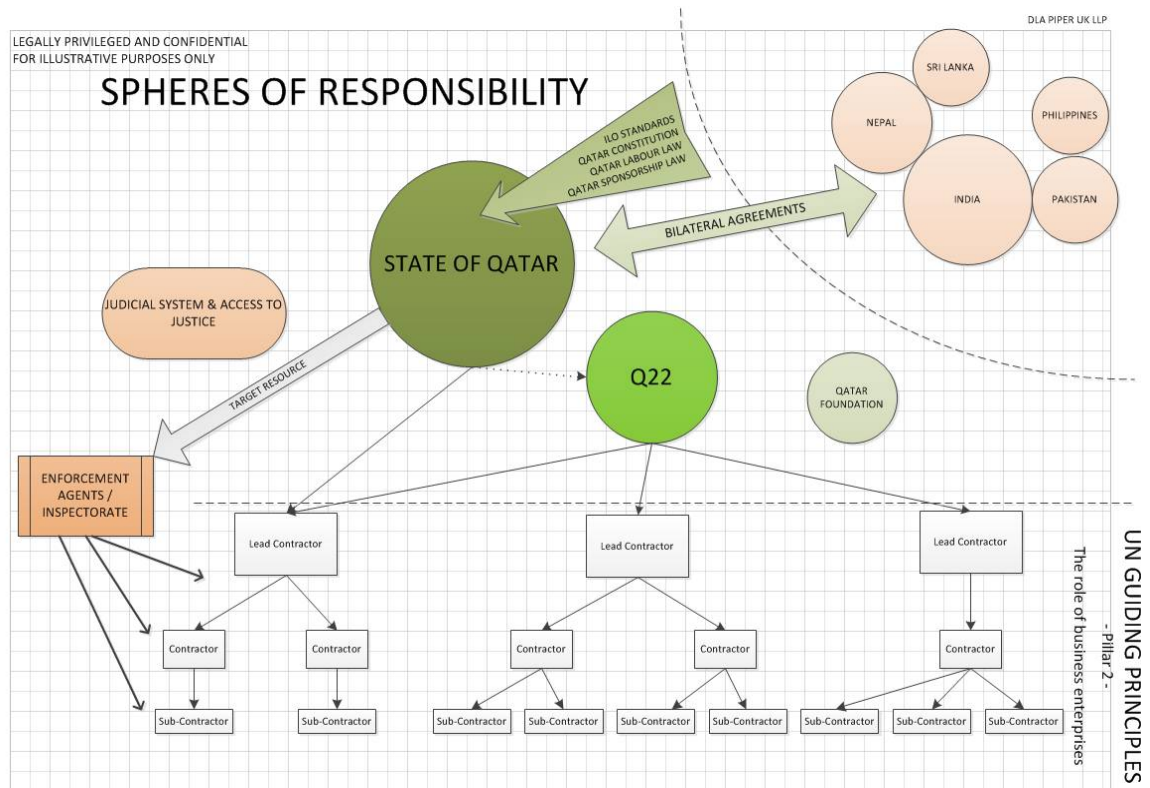 DLA PIPER UK LLP
LEGALLY PRIVILEGED AND CONFIDENTIAL
FOR ILLUSTRATIVE PURPOSES ONLY
SPHERES OF RESPONSIBILITY
SRI LANKA
NEPAL
PHILIPPINES
INDIA
PAKISTAN
ILO STANDARDS
QATAR CONSTITUTION
QATAR LABOUR LAW
QATAR SPONSORSHIP LAW
BILATERAL AGREEMENTS
STATE OF QATAR
JUDICIAL SYSTEM & ACCESS TO
JUSTICE
TARGET RESOURCE
Q22
QATAR
FOUNDATION
ENFORCEMENT
AGENTS /
INSPECTORATE
Lead Contractor
Lead Contractor
Lead Contractor
Contractor
Contractor
Contractor
Contractor
Contractor
Sub-Contractor
Sub-Contractor
Sub-Contractor
Sub-Contractor
Sub-Contractor
Sub-Contractor
Sub-Contractor
Sub-Contractor
Sub-Contractor
UN GUIDING PRINCIPLES
- Pillar 2 -
The role of business enterprises